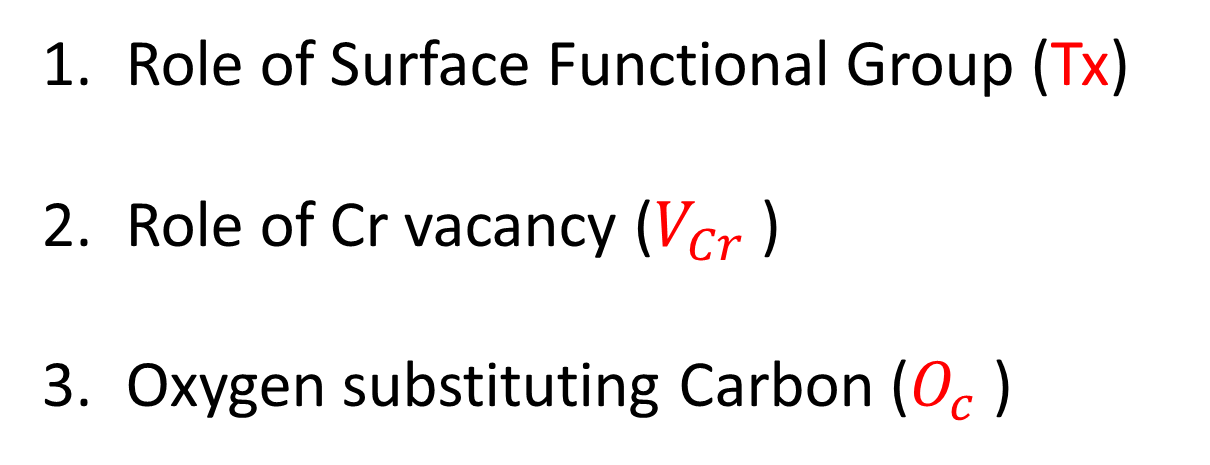 1. Role of Surface Functional Group (Tx)
2. Role of Cr vacancy (V_Cr )
3. Oxygen substituting Carbon (O_c )